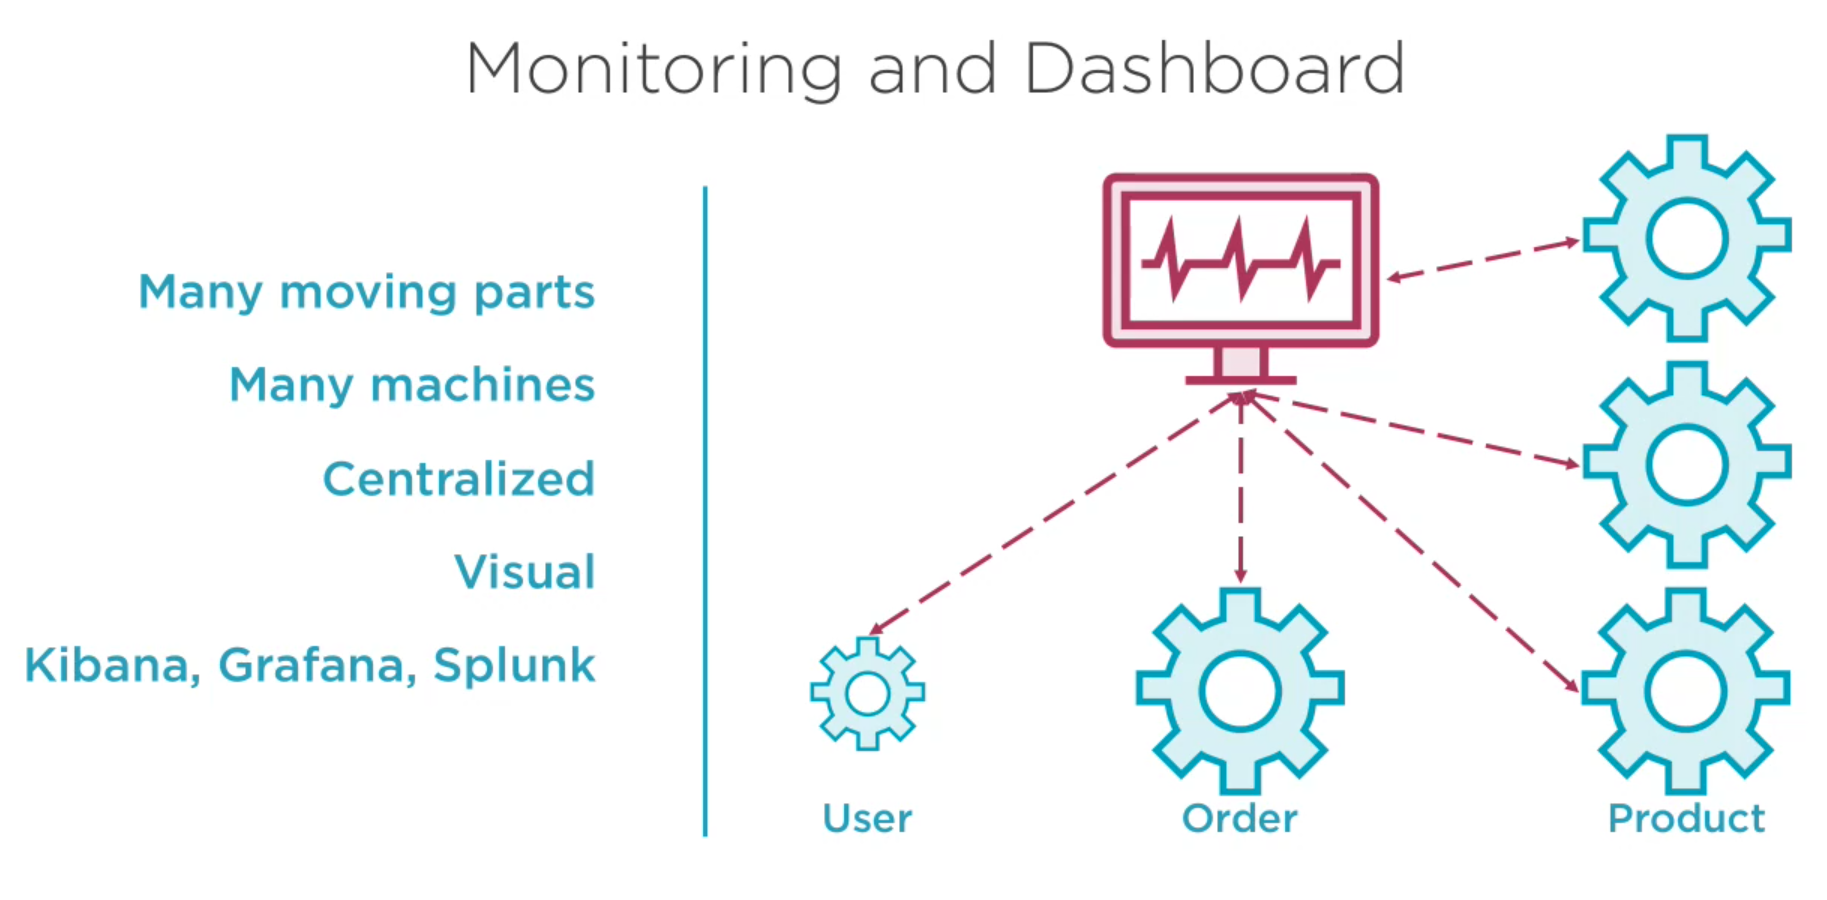 Monitoring and Dashboard
Many moving parts
Many machines
Centralized
Visual
Kibana, Grafana, Splunk
User
Order
Product